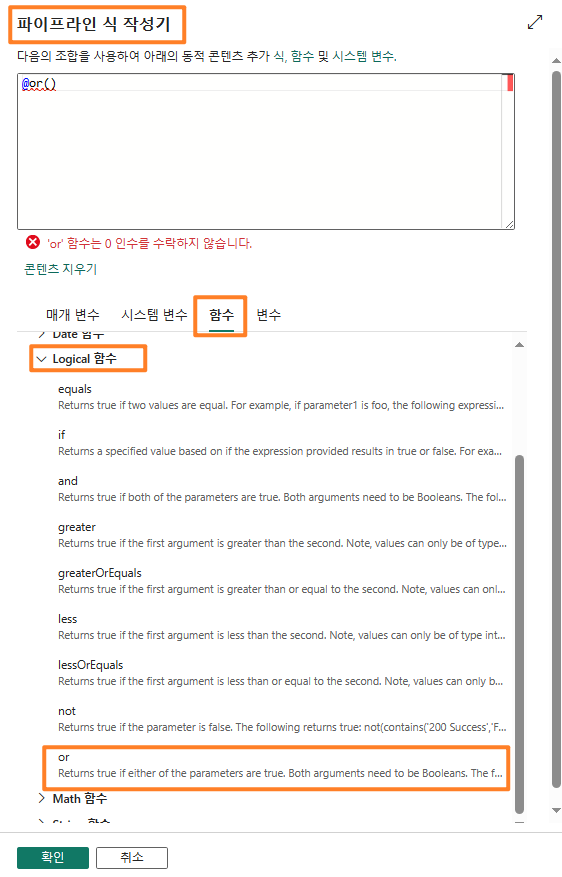 파이프라인 식 작성기
다음의 조합을 사용하여 아래의 동적 콘텐츠 추가 식, 함수 및 시스템 변수.
@or()
'or' 함수는 0 인수를 수락하지 않습니다.
콘텐츠 지우기
매개 변수 시스템 변수 함수 변수
Date 함수
Logical 함수
equals
Returns true if two values are equal. For example, if parameter1 is foo, the following expressi...
if
Returns a specified value based on if the expression provided results in true or false. For exa...
and
Returns true if both of the parameters are true. Both arguments need to be Booleans. The fol...
greater
Returns true if the first argument is greater than the second. Note, values can only be of type...
greaterOrEquals
Returns true if the first argument is greater than or equal to the second. Note, values can onl...
less
Returns true if the first argument is less than the second. Note, values can only be of type int...
lessOrEquals
Returns true if the first argument is less than or equal to the second. Note, values can only b...
not
Returns true if the parameter is false. The following returns true: not(contains('200 Success','F...
or
Returns true if either of the parameters are true. Both arguments need to be Booleans. The f...
Math 함수
String 함수
확인 취소